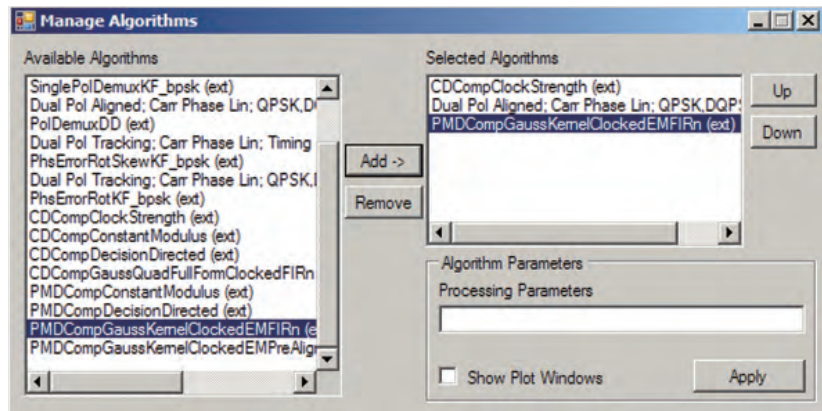 Manage Algorithms
Available Algorithms
SinglePolDemuxKF_bpsk (ext)
Dual Pol Aligned; Carr Phase Lin; QPSK,D
PolDemuxDD (ext)
Dual Pol Tracking; Carr Phase Lin; Timing
PhsErrorRotSkewKF_bpsk (ext)
Dual Pol Tracking; Carr Phase Lin; QPSK,
PhsErrorRotKF_bpsk (ext)
CDCompClockStrength (ext)
CDCompConstantModulus (ext)
CDCompDecisionDirected (ext)
CDCompGaussQuadFullFormClockedFIRn
PMDCompConstantModulus (ext)
PMDCompDecisionDirected (ext)
PMDCompGaussKernelClockedEMFIRn (e
PMDCompGaussKernelClockedEMPreAlign
Add ->
Remove
Selected Algorithms
CDCompClockStrength (ext)
Dual Pol Aligned; Carr Phase Lin; QPSK,DQPS
PMDCompGaussKernelClockedEMFIRn (ext)
Up
Down
Algorithm Parameters
Processing Parameters
Show Plot Windows
Apply